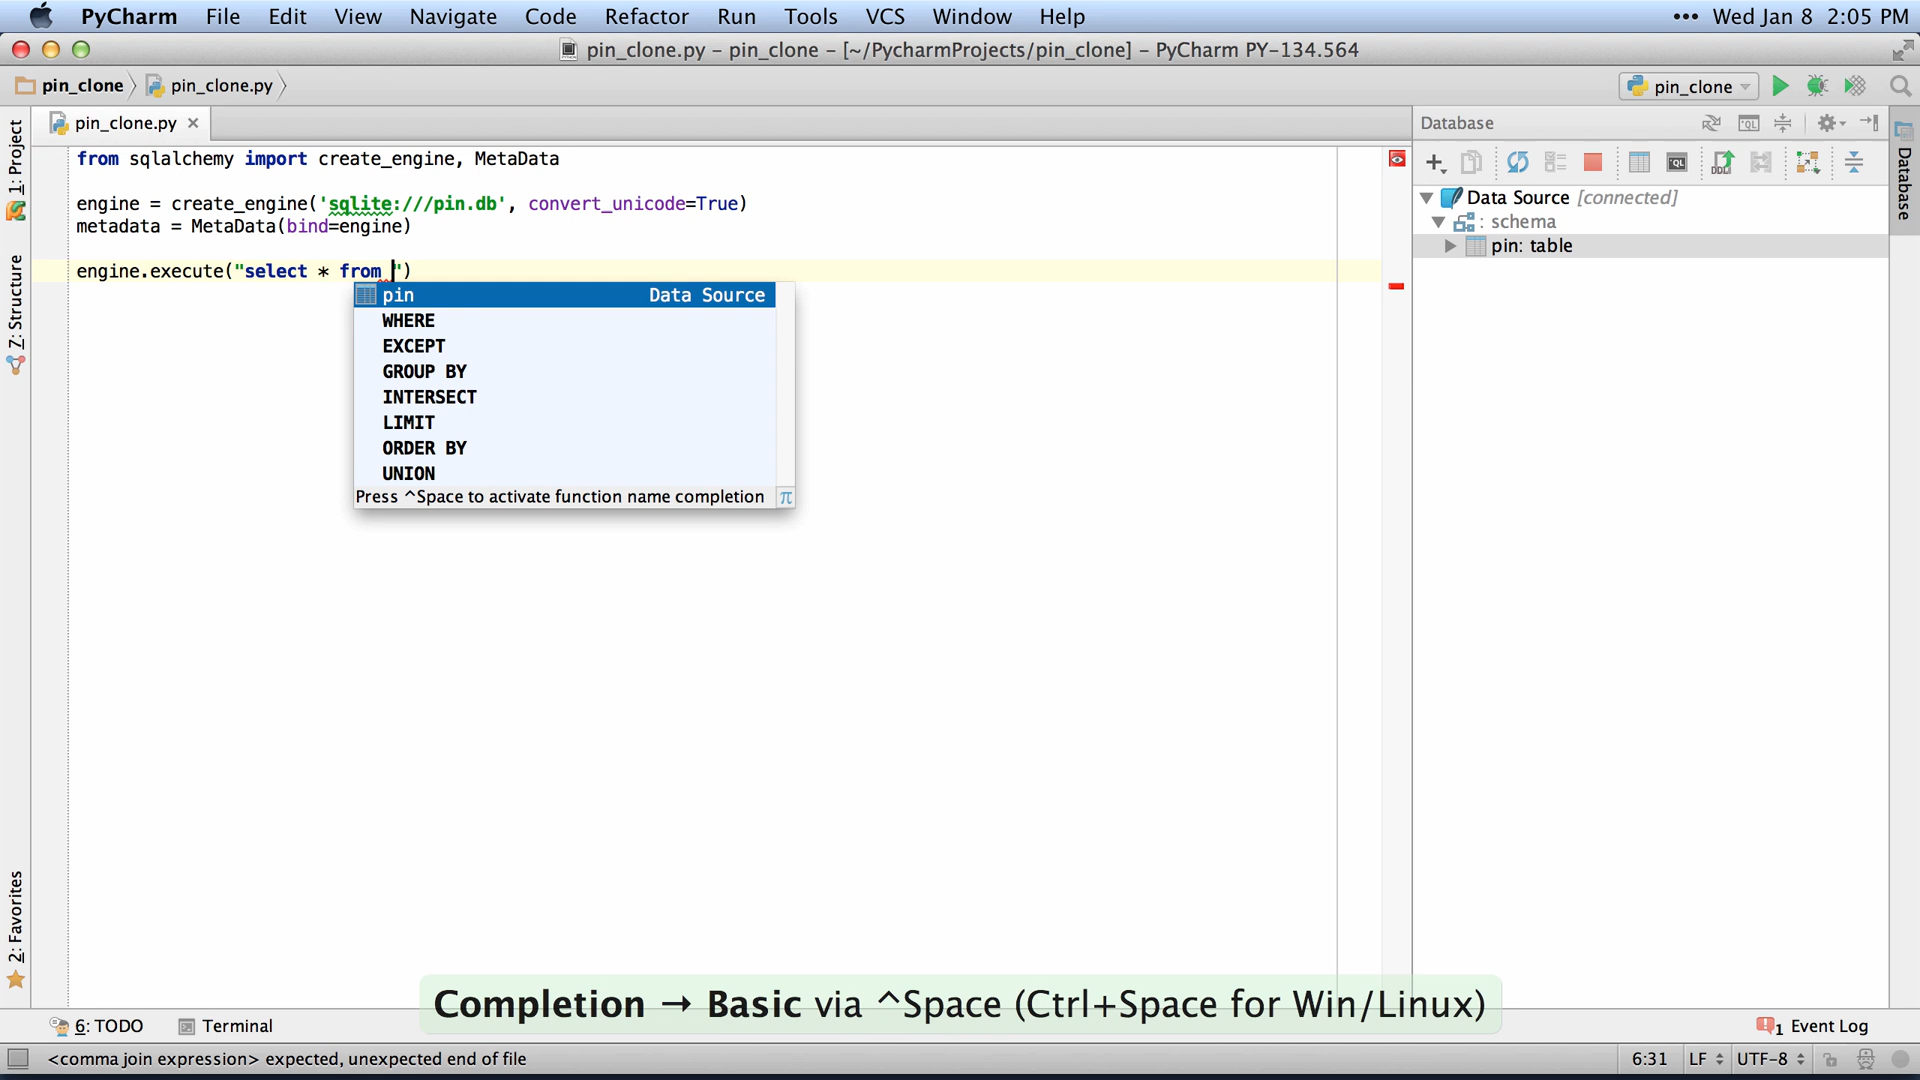 PyCharm File Edit View Navigate Code Refactor Run Tools VCS Window Help ••• Wed Jan 8 2:05 PM
pin_clone.py – pin_clone – [~/PycharmProjects/pin_clone] – PyCharm PY-134.564
pin_clone pin_clone.py pin_clone
1: Project
7: Structure
2: Favorites
pin_clone.py ×
from sqlalchemy import create_engine, MetaData
engine = create_engine('sqlite:///pin.db', convert_unicode=True)
metadata = MetaData(bind=engine)
engine.execute("select * from ")
pin Data Source
WHERE
EXCEPT
GROUP BY
INTERSECT
LIMIT
ORDER BY
UNION
Press ^Space to activate function name completion π
Database
QL
QL DDL
Data Source [connected]
: schema
pin: table
Database
Completion → Basic via ^Space (Ctrl+Space for Win/Linux)
6: TODO Terminal 1 Event Log
<comma join expression> expected, unexpected end of file 6:31 LF UTF-8